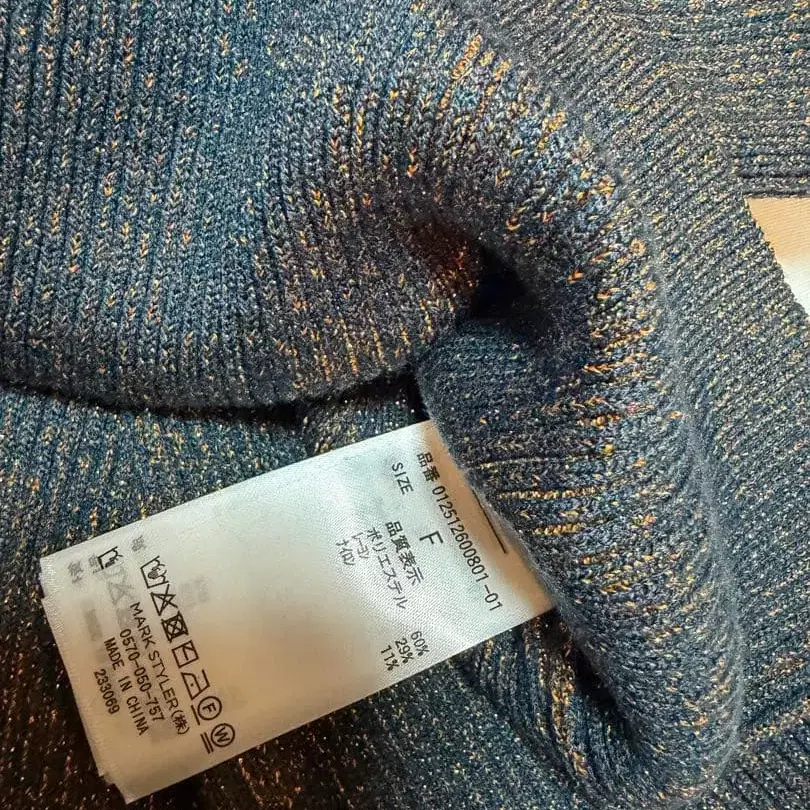 品番 012512600801-01
SIZE F
品質表示
ポリエステル 60%
レーヨン 29%
ナイロン 11%
MARK STYLER(株)
0570-050-757
MADE IN CHINA
233069